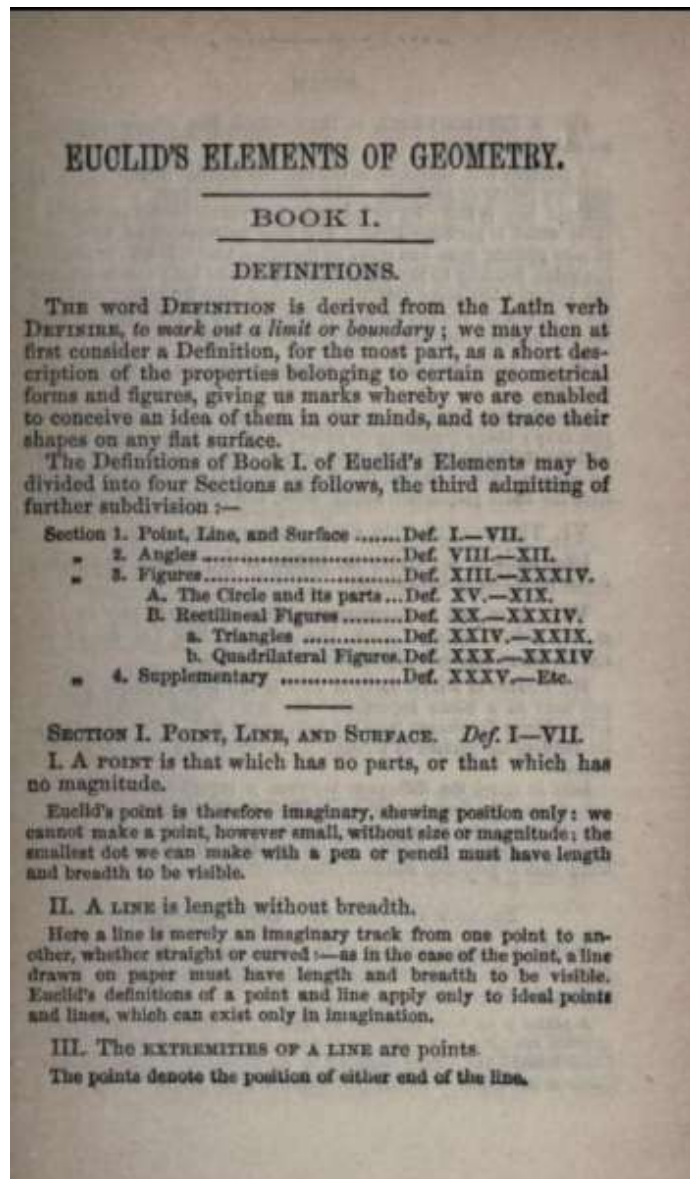 EUCLID'S ELEMENTS OF GEOMETRY.
BOOK I.
DEFINITIONS.
THE word DEFINITION is derived from the Latin verb
DEFINIRE, to mark out a limit or boundary; we may then at
first consider a Definition, for the most part, as a short des-
cription of the properties belonging to certain geometrical
forms and figures, giving us marks whereby we are enabled
to conceive an idea of them in our minds, and to trace their
shapes on any flat surface.
The Definitions of Book I. of Euclid's Elements may be
divided into four Sections as follows, the third admitting of
further subdivision :—
Section 1. Point, Line, and Surface .......Def. I.—VII.
„ 2. Angles ..............................Def. VIII.—XII.
„ 3. Figures..............................Def. XIII.—XXXIV.
A. The Circle and its parts ...Def. XV.—XIX.
B. Rectilineal Figures .........Def. XX.—XXXIV.
a. Triangles ...............Def. XXIV.—XXIX.
b. Quadrilateral Figures.Def. XXX.—XXXIV
„ 4. Supplementary ..................Def. XXXV.—Etc.
SECTION I. POINT, LINE, AND SURFACE. Def. I—VII.
I. A POINT is that which has no parts, or that which has
no magnitude.
Euclid's point is therefore imaginary, shewing position only: we
cannot make a point, however small, without size or magnitude; the
smallest dot we can make with a pen or pencil must have length
and breadth to be visible.
II. A LINE is length without breadth.
Here a line is merely an imaginary track from one point to an-
other, whether straight or curved :—as in the case of the point, a line
drawn on paper must have length and breadth to be visible.
Euclid's definitions of a point and line apply only to ideal points
and lines, which can exist only in imagination.
III. The EXTREMITIES OF A LINE are points.
The points denote the position of either end of the line.